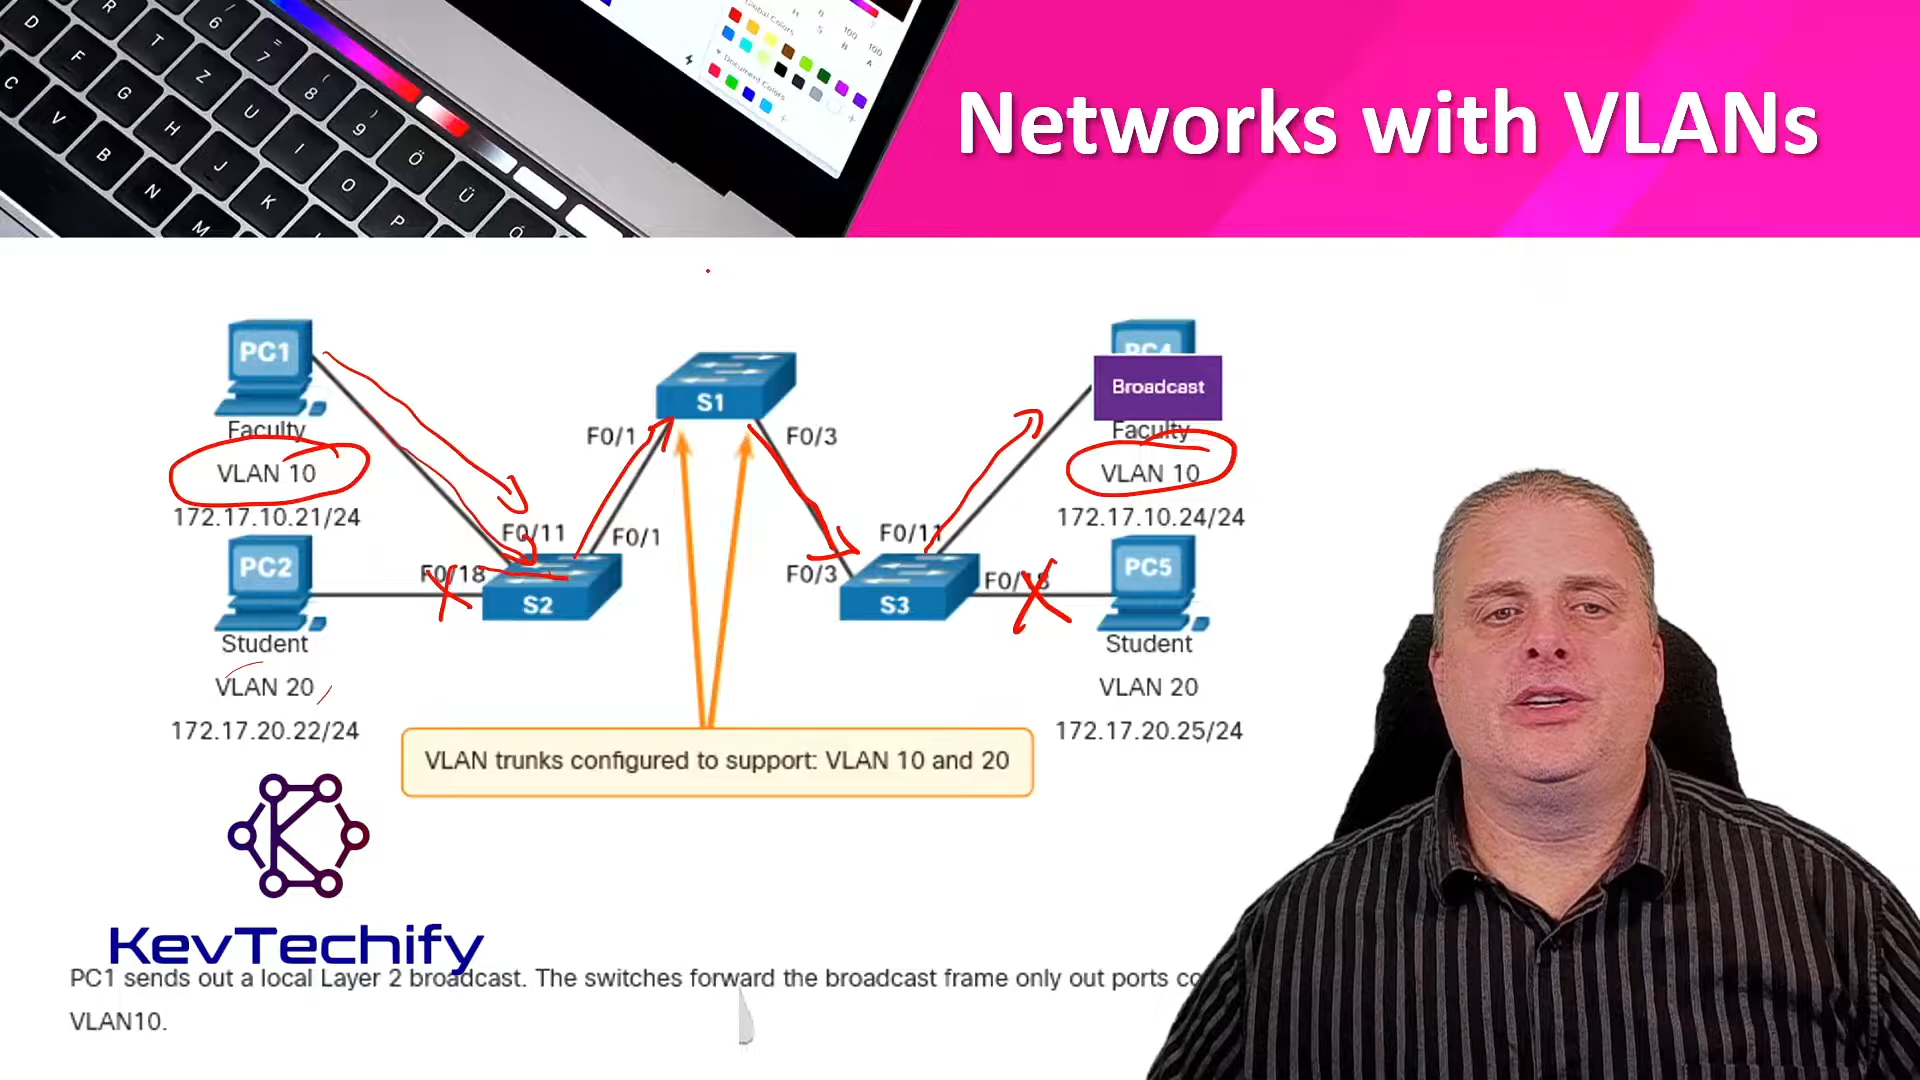 Networks with VLANs
PC1
Faculty
VLAN 10
172.17.10.21/24
PC2
Student
VLAN 20
172.17.20.22/24
S1
F0/1
F0/3
F0/11
F0/1
F0/18
S2
F0/3
F0/11
F0/18
S3
PC4
Broadcast
Faculty
VLAN 10
172.17.10.24/24
PC5
Student
VLAN 20
172.17.20.25/24
VLAN trunks configured to support: VLAN 10 and 20
KevTechify
PC1 sends out a local Layer 2 broadcast. The switches forward the broadcast frame only out ports co
VLAN10.